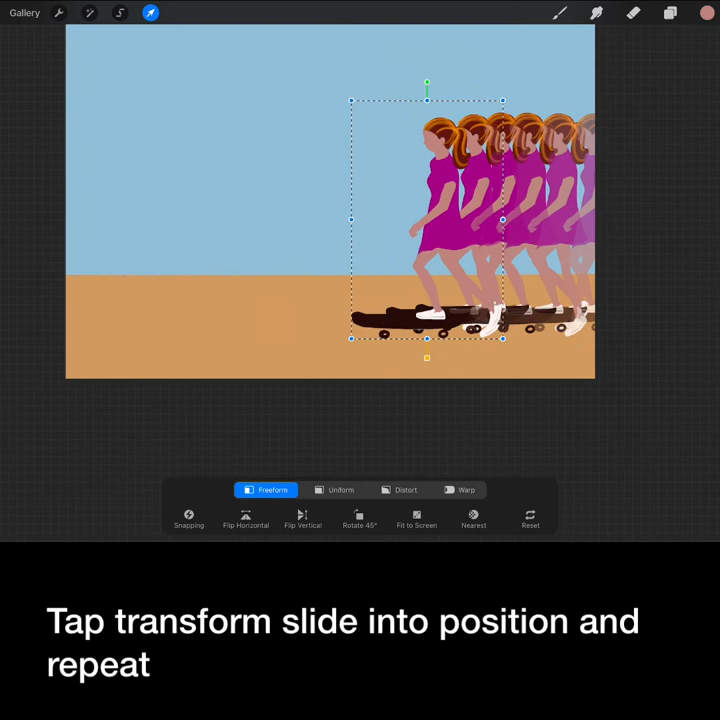 Gallery
Freeform Uniform Distort Warp
Snapping Flip Horizontal Flip Vertical Rotate 45° Fit to Screen Nearest Reset
Tap transform slide into position and
repeat